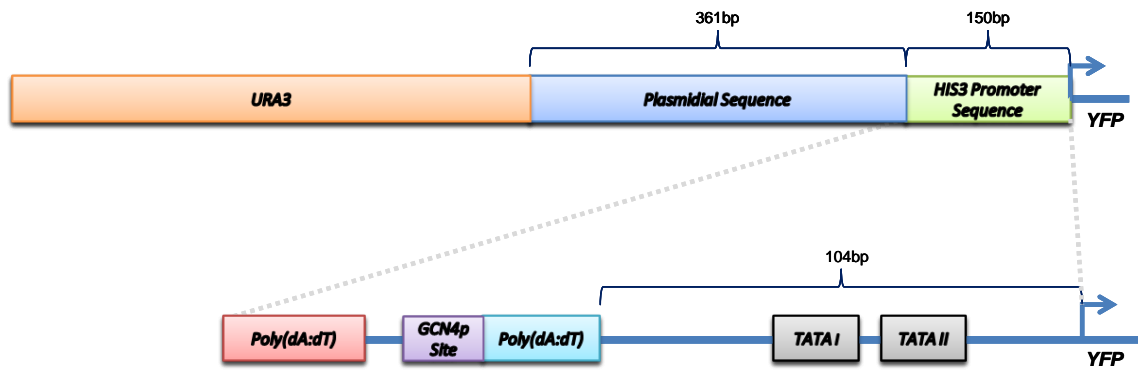 361bp
150bp
URA3
Plasmidial Sequence
HIS3 Promoter
Sequence
YFP
104bp
Poly(dA:dT)
GCN4p
Site
Poly(dA:dT)
TATA I
TATA II
YFP